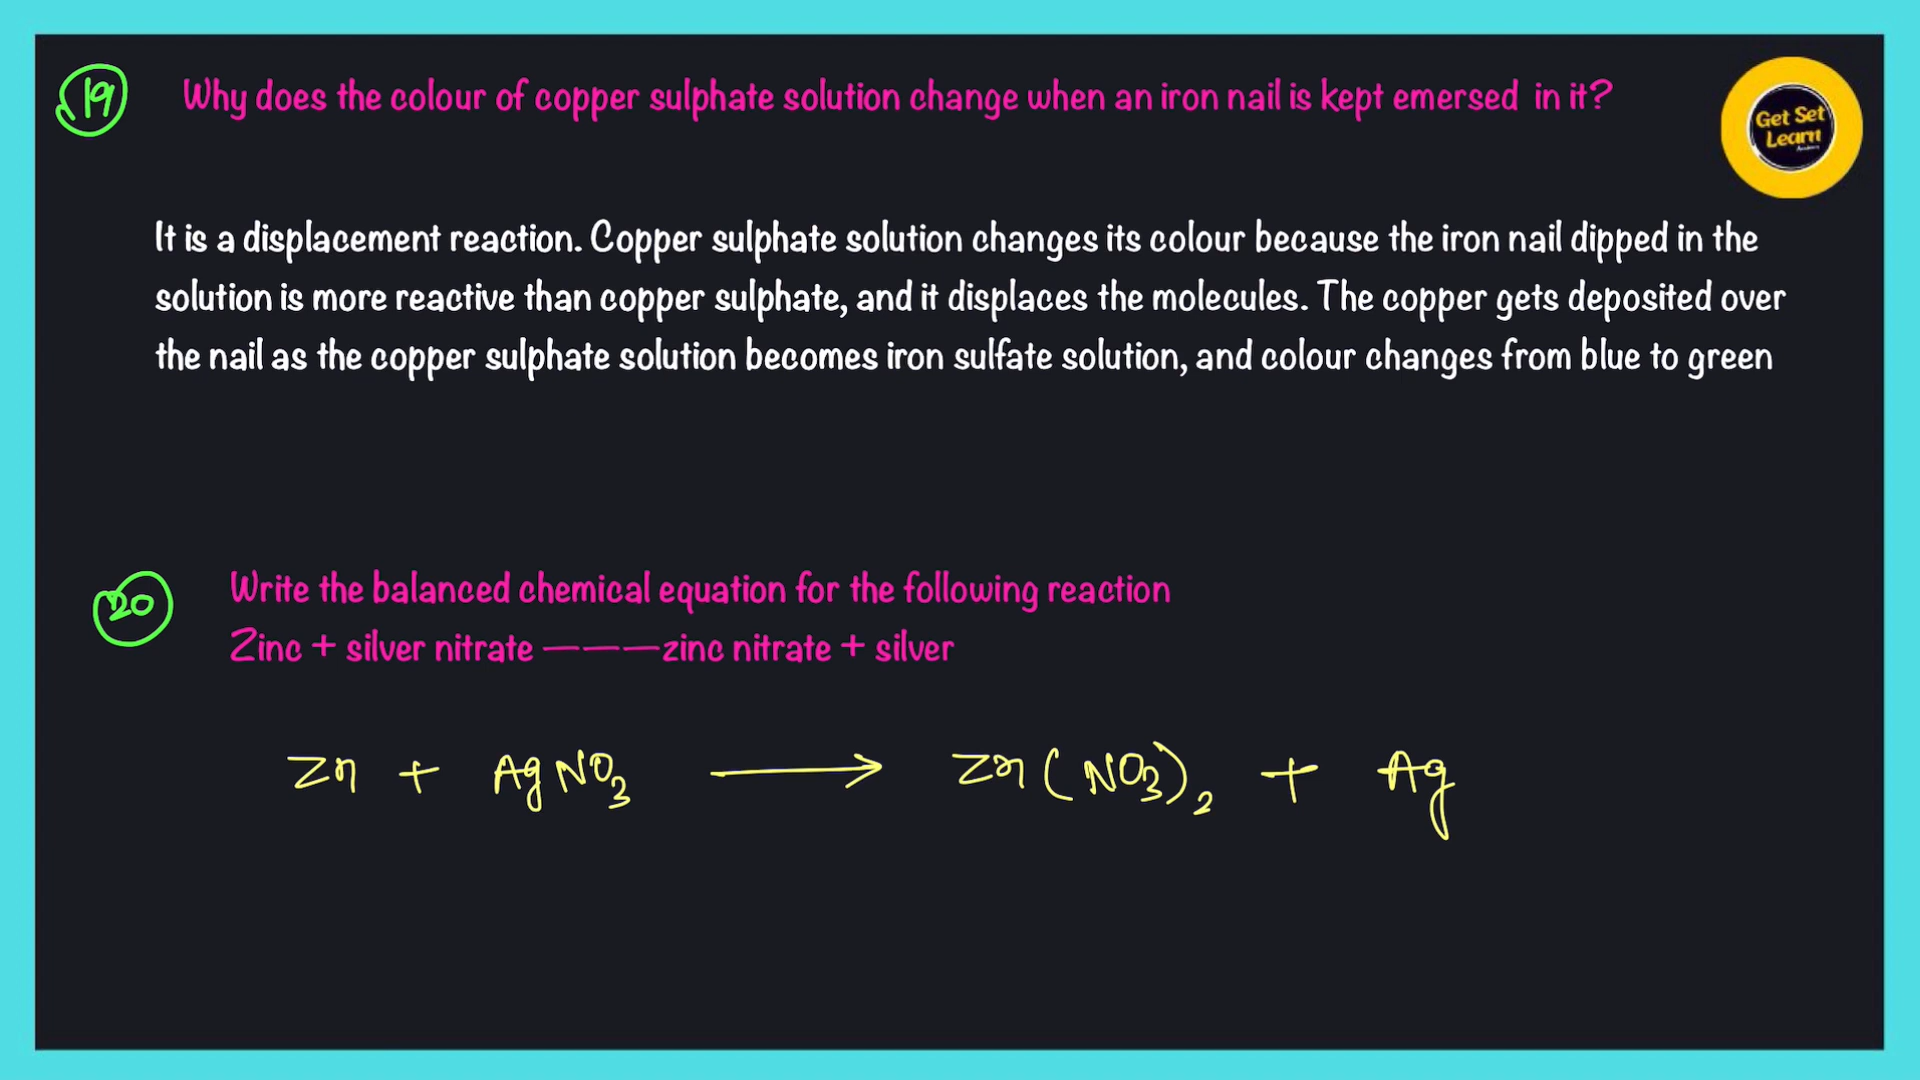 19
Why does the colour of copper sulphate solution change when an iron nail is kept emersed in it?
Get Set
Learn
Academy
It is a displacement reaction. Copper sulphate solution changes its colour because the iron nail dipped in the
solution is more reactive than copper sulphate, and it displaces the molecules. The copper gets deposited over
the nail as the copper sulphate solution becomes iron sulfate solution, and colour changes from blue to green
20
Write the balanced chemical equation for the following reaction
Zinc + silver nitrate ———zinc nitrate + silver
Zn + AgNO₃ ⟶ Zn(NO₃)₂ + Ag